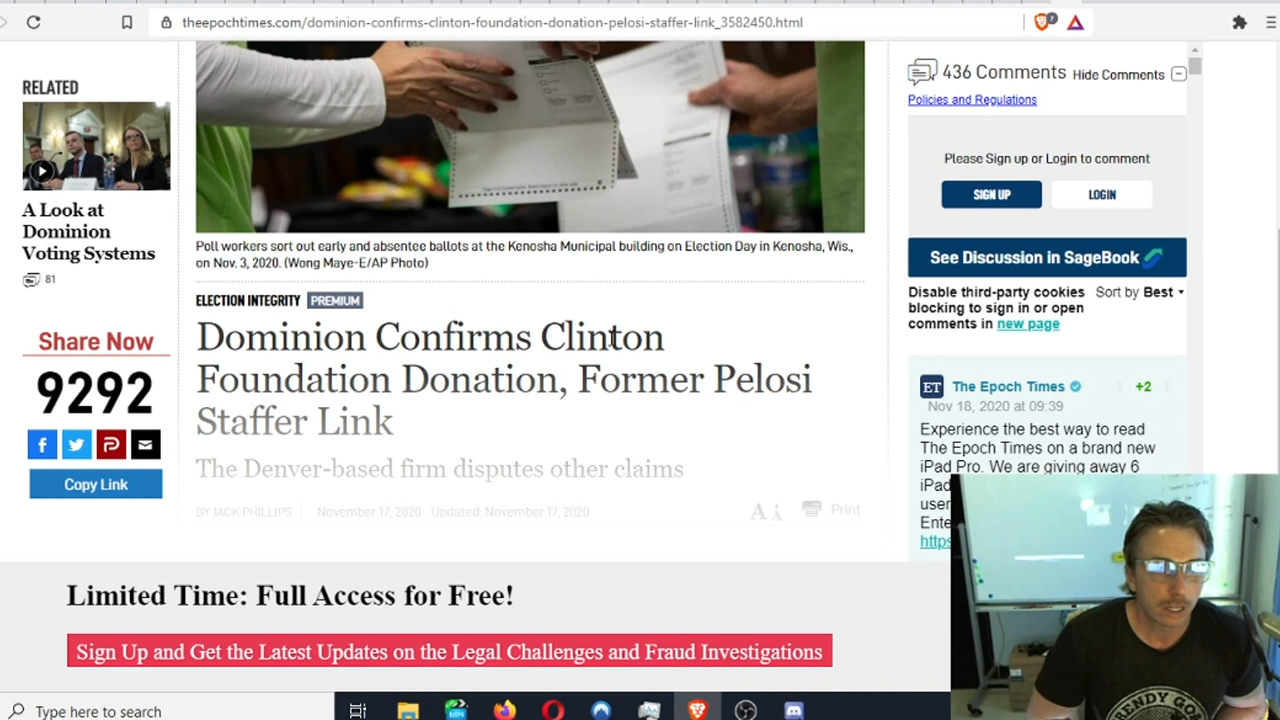 theepochtimes.com/dominion-confirms-clinton-foundation-donation-pelosi-staffer-link_3582450.html
RELATED
A Look at
Dominion
Voting Systems
81
Share Now
9292
Copy Link
Poll workers sort out early and absentee ballots at the Kenosha Municipal building on Election Day in Kenosha, Wis.,
on Nov. 3, 2020. (Wong Maye-E/AP Photo)
ELECTION INTEGRITY PREMIUM
Dominion Confirms Clinton
Foundation Donation, Former Pelosi
Staffer Link
The Denver-based firm disputes other claims
BY JACK PHILLIPS November 17, 2020 Updated: November 17, 2020
A A Print
436 Comments Hide Comments
Policies and Regulations
Please Sign up or Login to comment
SIGN UP LOGIN
See Discussion in SageBook
Disable third-party cookies
blocking to sign in or open
comments in new page
Sort by Best
ET The Epoch Times +2
Nov 18, 2020 at 09:39
Experience the best way to read
The Epoch Times on a brand new
iPad Pro. We are giving away 6
iPad
user
Ente
https
Limited Time: Full Access for Free!
Sign Up and Get the Latest Updates on the Legal Challenges and Fraud Investigations
Type here to search